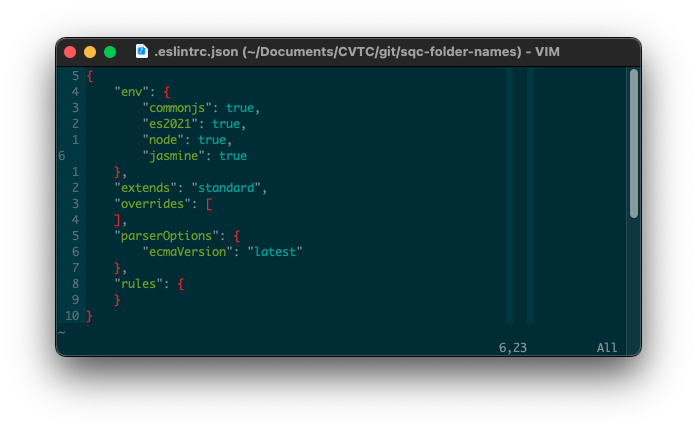 .eslintrc.json (~/Documents/CVTC/git/sqc-folder-names) - VIM
5 {
4     "env": {
3         "commonjs": true,
2         "es2021": true,
1         "node": true,
6         "jasmine": true
1     },
2     "extends": "standard",
3     "overrides": [
4     ],
5     "parserOptions": {
6         "ecmaVersion": "latest"
7     },
8     "rules": {
9     }
10 }
~
6,23 All